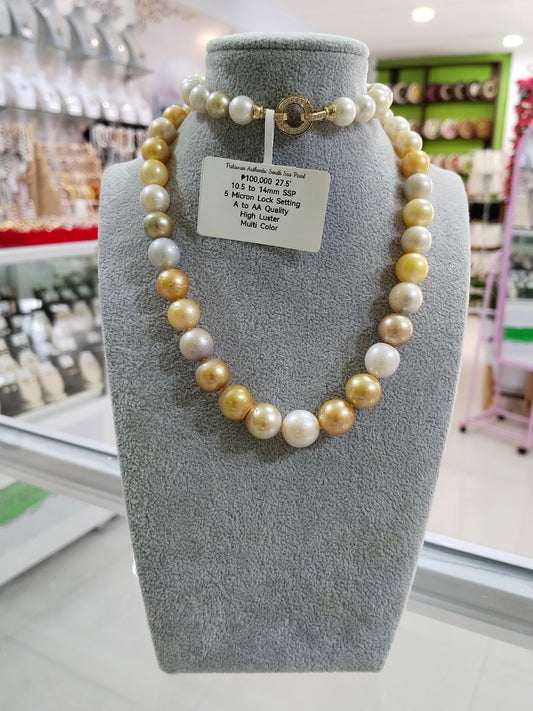 Palawan Authentic South Sea Pearl
₱100,000 27.5'
10.5 to 14mm SSP
5 Micron Lock Setting
A to AA Quality
High Luster
Multi Color